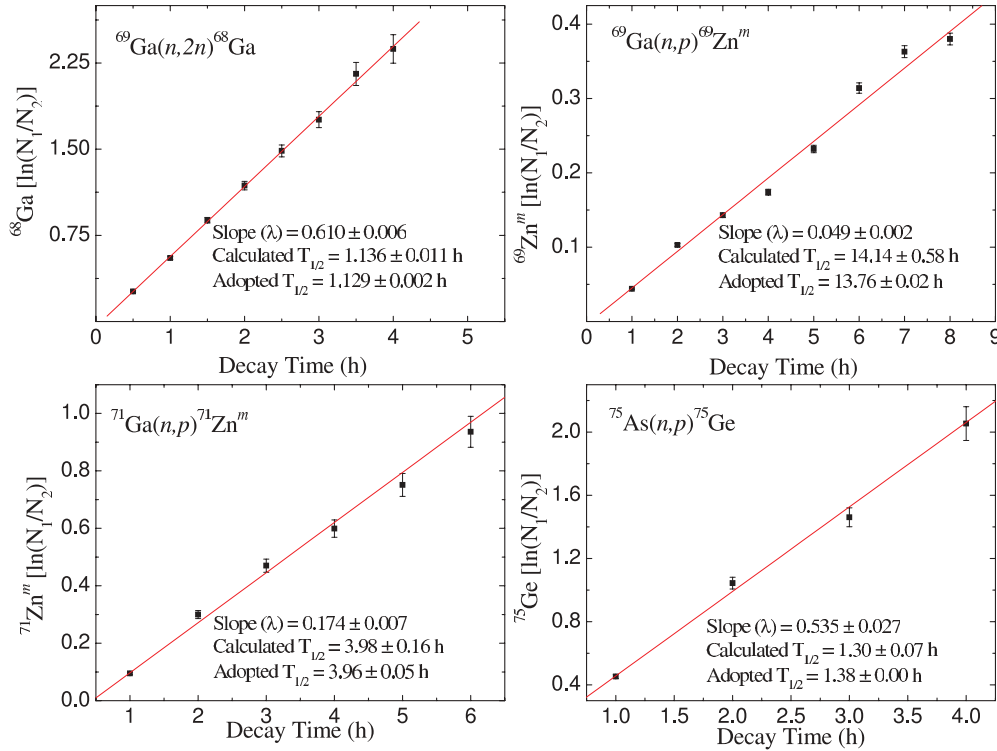 ⁶⁹Ga(n,2n)⁶⁸Ga
⁶⁸Ga [ln(N₁/N₂)]
2.25
1.50
0.75
Slope (λ) = 0.610 ± 0.006
Calculated T₁/₂ = 1.136 ± 0.011 h
Adopted T₁/₂ = 1.129 ± 0.002 h
0 1 2 3 4 5
Decay Time (h)
⁶⁹Ga(n,p)⁶⁹Znᵐ
⁶⁹Znᵐ [ln(N₁/N₂)]
0.4
0.3
0.2
0.1
Slope (λ) = 0.049 ± 0.002
Calculated T₁/₂ = 14.14 ± 0.58 h
Adopted T₁/₂ = 13.76 ± 0.02 h
0 1 2 3 4 5 6 7 8 9
Decay Time (h)
⁷¹Ga(n,p)⁷¹Znᵐ
⁷¹Znᵐ [ln(N₁/N₂)]
1.0
0.8
0.6
0.4
0.2
0.0
Slope (λ) = 0.174 ± 0.007
Calculated T₁/₂ = 3.98 ± 0.16 h
Adopted T₁/₂ = 3.96 ± 0.05 h
1 2 3 4 5 6
Decay Time (h)
⁷⁵As(n,p)⁷⁵Ge
⁷⁵Ge [ln(N₁/N₂)]
2.0
1.6
1.2
0.8
0.4
Slope (λ) = 0.535 ± 0.027
Calculated T₁/₂ = 1.30 ± 0.07 h
Adopted T₁/₂ = 1.38 ± 0.00 h
1.0 1.5 2.0 2.5 3.0 3.5 4.0
Decay Time (h)